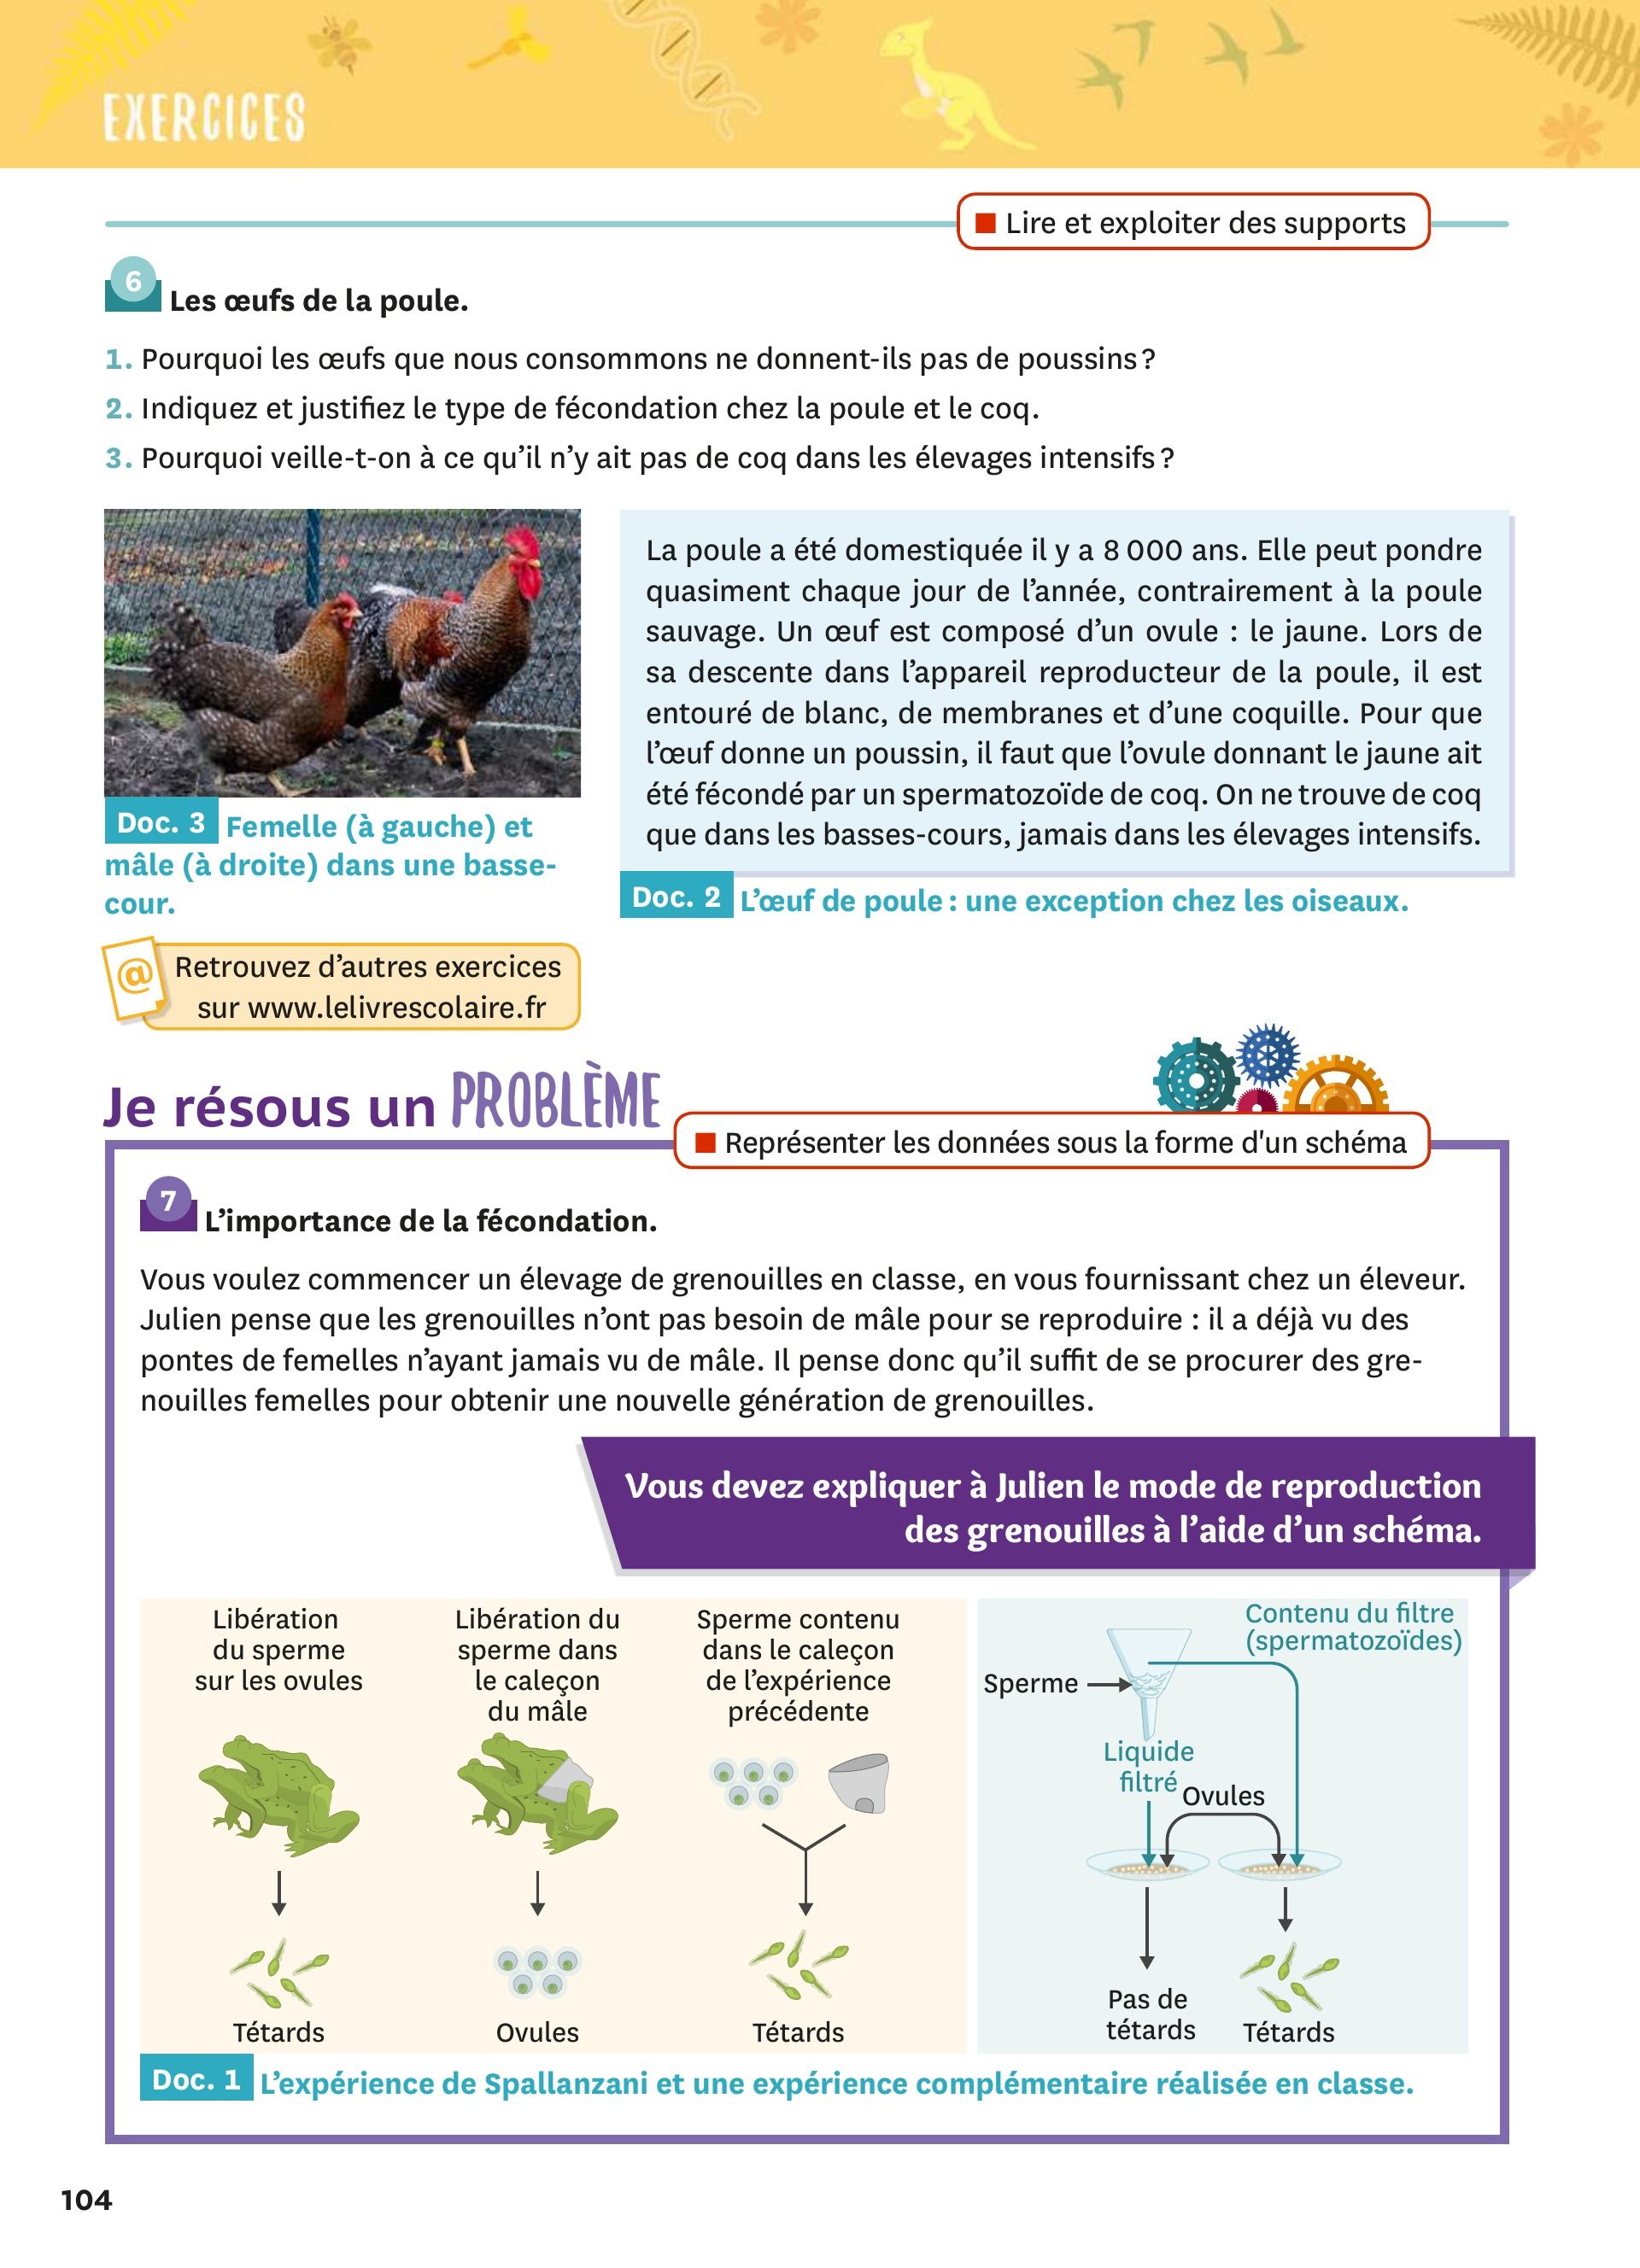 EXERCICES
■ Lire et exploiter des supports
6 Les œufs de la poule.
1. Pourquoi les œufs que nous consommons ne donnent-ils pas de poussins ?
2. Indiquez et justifiez le type de fécondation chez la poule et le coq.
3. Pourquoi veille-t-on à ce qu’il n’y ait pas de coq dans les élevages intensifs ?
Doc. 3 Femelle (à gauche) et
mâle (à droite) dans une basse-
cour.
La poule a été domestiquée il y a 8 000 ans. Elle peut pondre
quasiment chaque jour de l’année, contrairement à la poule
sauvage. Un œuf est composé d’un ovule : le jaune. Lors de
sa descente dans l’appareil reproducteur de la poule, il est
entouré de blanc, de membranes et d’une coquille. Pour que
l’œuf donne un poussin, il faut que l’ovule donnant le jaune ait
été fécondé par un spermatozoïde de coq. On ne trouve de coq
que dans les basses-cours, jamais dans les élevages intensifs.
Doc. 2 L’œuf de poule : une exception chez les oiseaux.
@ Retrouvez d’autres exercices
sur www.lelivrescolaire.fr
Je résous un PROBLÈME
■ Représenter les données sous la forme d'un schéma
7 L’importance de la fécondation.
Vous voulez commencer un élevage de grenouilles en classe, en vous fournissant chez un éleveur.
Julien pense que les grenouilles n’ont pas besoin de mâle pour se reproduire : il a déjà vu des
pontes de femelles n’ayant jamais vu de mâle. Il pense donc qu’il suffit de se procurer des gre-
nouilles femelles pour obtenir une nouvelle génération de grenouilles.
Vous devez expliquer à Julien le mode de reproduction
des grenouilles à l’aide d’un schéma.
Libération
du sperme
sur les ovules
Tétards
Libération du
sperme dans
le caleçon
du mâle
Ovules
Sperme contenu
dans le caleçon
de l’expérience
précédente
Tétards
Contenu du filtre
(spermatozoïdes)
Sperme
Liquide
filtré
Ovules
Pas de
tétards
Tétards
Doc. 1 L’expérience de Spallanzani et une expérience complémentaire réalisée en classe.
104